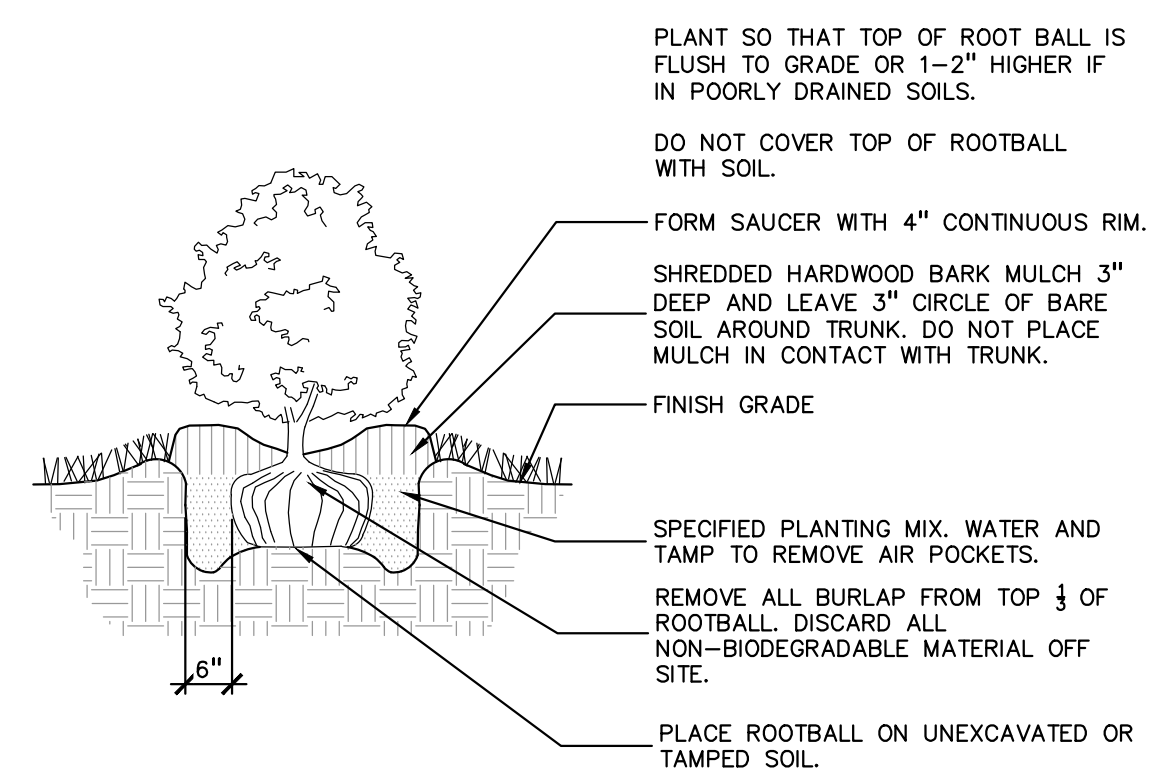 PLANT SO THAT TOP OF ROOT BALL IS
FLUSH TO GRADE OR 1–2" HIGHER IF
IN POORLY DRAINED SOILS.
DO NOT COVER TOP OF ROOTBALL
WITH SOIL.
FORM SAUCER WITH 4" CONTINUOUS RIM.
SHREDDED HARDWOOD BARK MULCH 3"
DEEP AND LEAVE 3" CIRCLE OF BARE
SOIL AROUND TRUNK. DO NOT PLACE
MULCH IN CONTACT WITH TRUNK.
FINISH GRADE
SPECIFIED PLANTING MIX. WATER AND
TAMP TO REMOVE AIR POCKETS.
REMOVE ALL BURLAP FROM TOP 1/3 OF
ROOTBALL. DISCARD ALL
NON–BIODEGRADABLE MATERIAL OFF
SITE.
6"
PLACE ROOTBALL ON UNEXCAVATED OR
TAMPED SOIL.